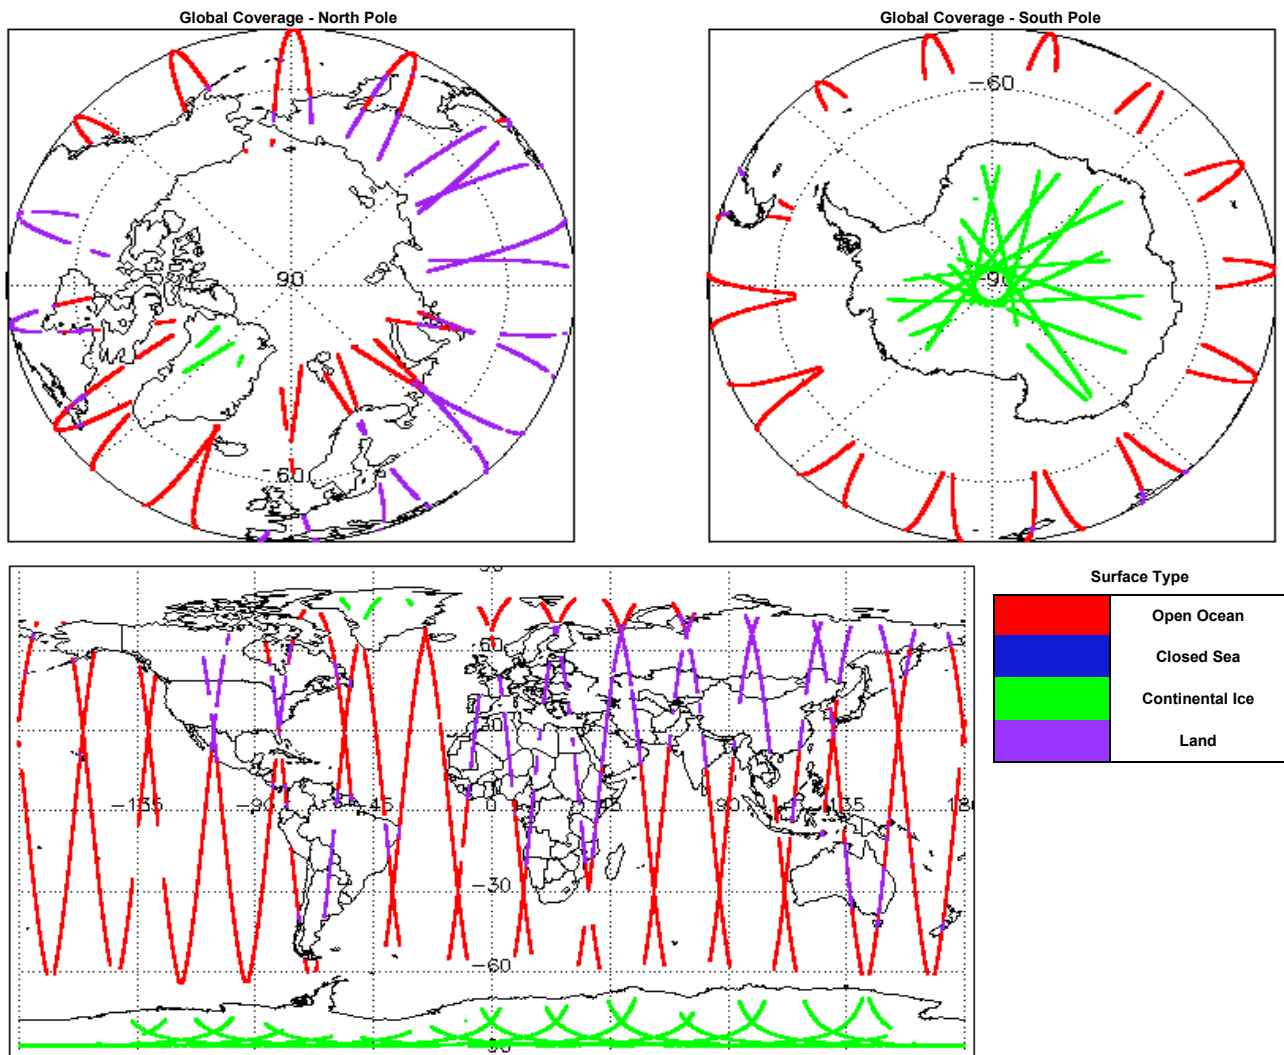 Global Coverage - North Pole
Global Coverage - South Pole
90
60
-60
-90
-135
-90
-45
0
45
90
135
180
60
30
-30
-60
Surface Type
Open Ocean
Closed Sea
Continental Ice
Land